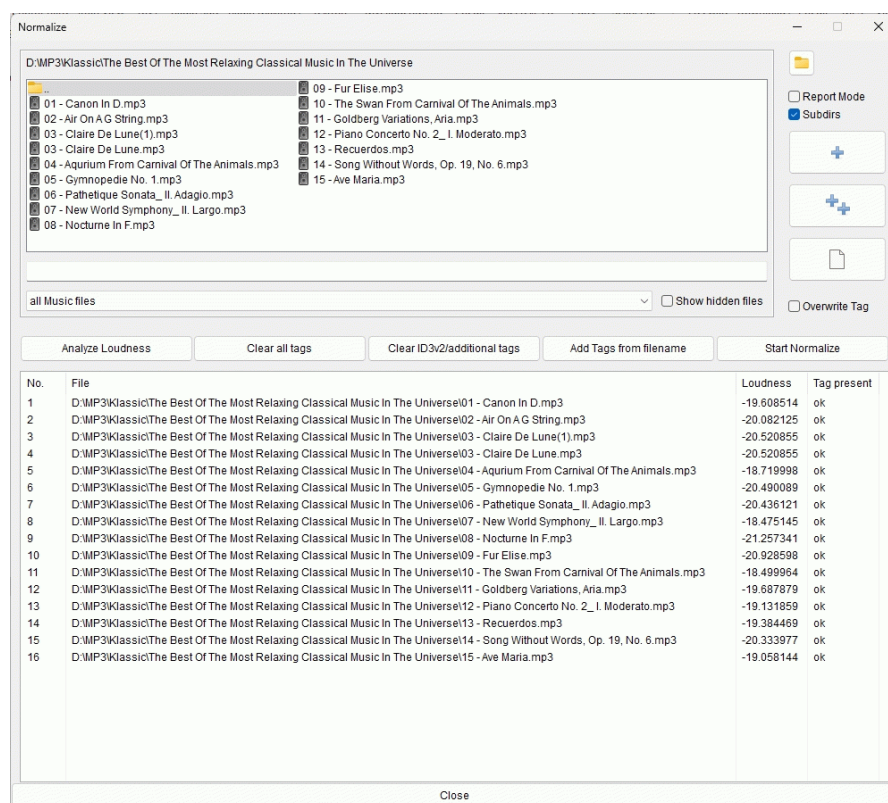 Normalize
D:\MP3\Klassic\The Best Of The Most Relaxing Classical Music In The Universe
..
01 - Canon In D.mp3
02 - Air On A G String.mp3
03 - Claire De Lune(1).mp3
03 - Claire De Lune.mp3
04 - Aqurium From Carnival Of The Animals.mp3
05 - Gymnopedie No. 1.mp3
06 - Pathetique Sonata_ II. Adagio.mp3
07 - New World Symphony_ II. Largo.mp3
08 - Nocturne In F.mp3
09 - Fur Elise.mp3
10 - The Swan From Carnival Of The Animals.mp3
11 - Goldberg Variations, Aria.mp3
12 - Piano Concerto No. 2_ I. Moderato.mp3
13 - Recuerdos.mp3
14 - Song Without Words, Op. 19, No. 6.mp3
15 - Ave Maria.mp3
Report Mode
Subdirs
all Music files
Show hidden files
Overwrite Tag
Analyze Loudness Clear all tags Clear ID3v2/additional tags Add Tags from filename Start Normalize
No. File Loudness Tag present
1 D:\MP3\Klassic\The Best Of The Most Relaxing Classical Music In The Universe\01 - Canon In D.mp3 -19.608514 ok
2 D:\MP3\Klassic\The Best Of The Most Relaxing Classical Music In The Universe\02 - Air On A G String.mp3 -20.082125 ok
3 D:\MP3\Klassic\The Best Of The Most Relaxing Classical Music In The Universe\03 - Claire De Lune(1).mp3 -20.520855 ok
4 D:\MP3\Klassic\The Best Of The Most Relaxing Classical Music In The Universe\03 - Claire De Lune.mp3 -20.520855 ok
5 D:\MP3\Klassic\The Best Of The Most Relaxing Classical Music In The Universe\04 - Aqurium From Carnival Of The Animals.mp3 -18.719998 ok
6 D:\MP3\Klassic\The Best Of The Most Relaxing Classical Music In The Universe\05 - Gymnopedie No. 1.mp3 -20.490089 ok
7 D:\MP3\Klassic\The Best Of The Most Relaxing Classical Music In The Universe\06 - Pathetique Sonata_ II. Adagio.mp3 -20.436121 ok
8 D:\MP3\Klassic\The Best Of The Most Relaxing Classical Music In The Universe\07 - New World Symphony_ II. Largo.mp3 -18.475145 ok
9 D:\MP3\Klassic\The Best Of The Most Relaxing Classical Music In The Universe\08 - Nocturne In F.mp3 -21.257341 ok
10 D:\MP3\Klassic\The Best Of The Most Relaxing Classical Music In The Universe\09 - Fur Elise.mp3 -20.928598 ok
11 D:\MP3\Klassic\The Best Of The Most Relaxing Classical Music In The Universe\10 - The Swan From Carnival Of The Animals.mp3 -18.499964 ok
12 D:\MP3\Klassic\The Best Of The Most Relaxing Classical Music In The Universe\11 - Goldberg Variations, Aria.mp3 -19.687879 ok
13 D:\MP3\Klassic\The Best Of The Most Relaxing Classical Music In The Universe\12 - Piano Concerto No. 2_ I. Moderato.mp3 -19.131859 ok
14 D:\MP3\Klassic\The Best Of The Most Relaxing Classical Music In The Universe\13 - Recuerdos.mp3 -19.384469 ok
15 D:\MP3\Klassic\The Best Of The Most Relaxing Classical Music In The Universe\14 - Song Without Words, Op. 19, No. 6.mp3 -20.333977 ok
16 D:\MP3\Klassic\The Best Of The Most Relaxing Classical Music In The Universe\15 - Ave Maria.mp3 -19.058144 ok
Close